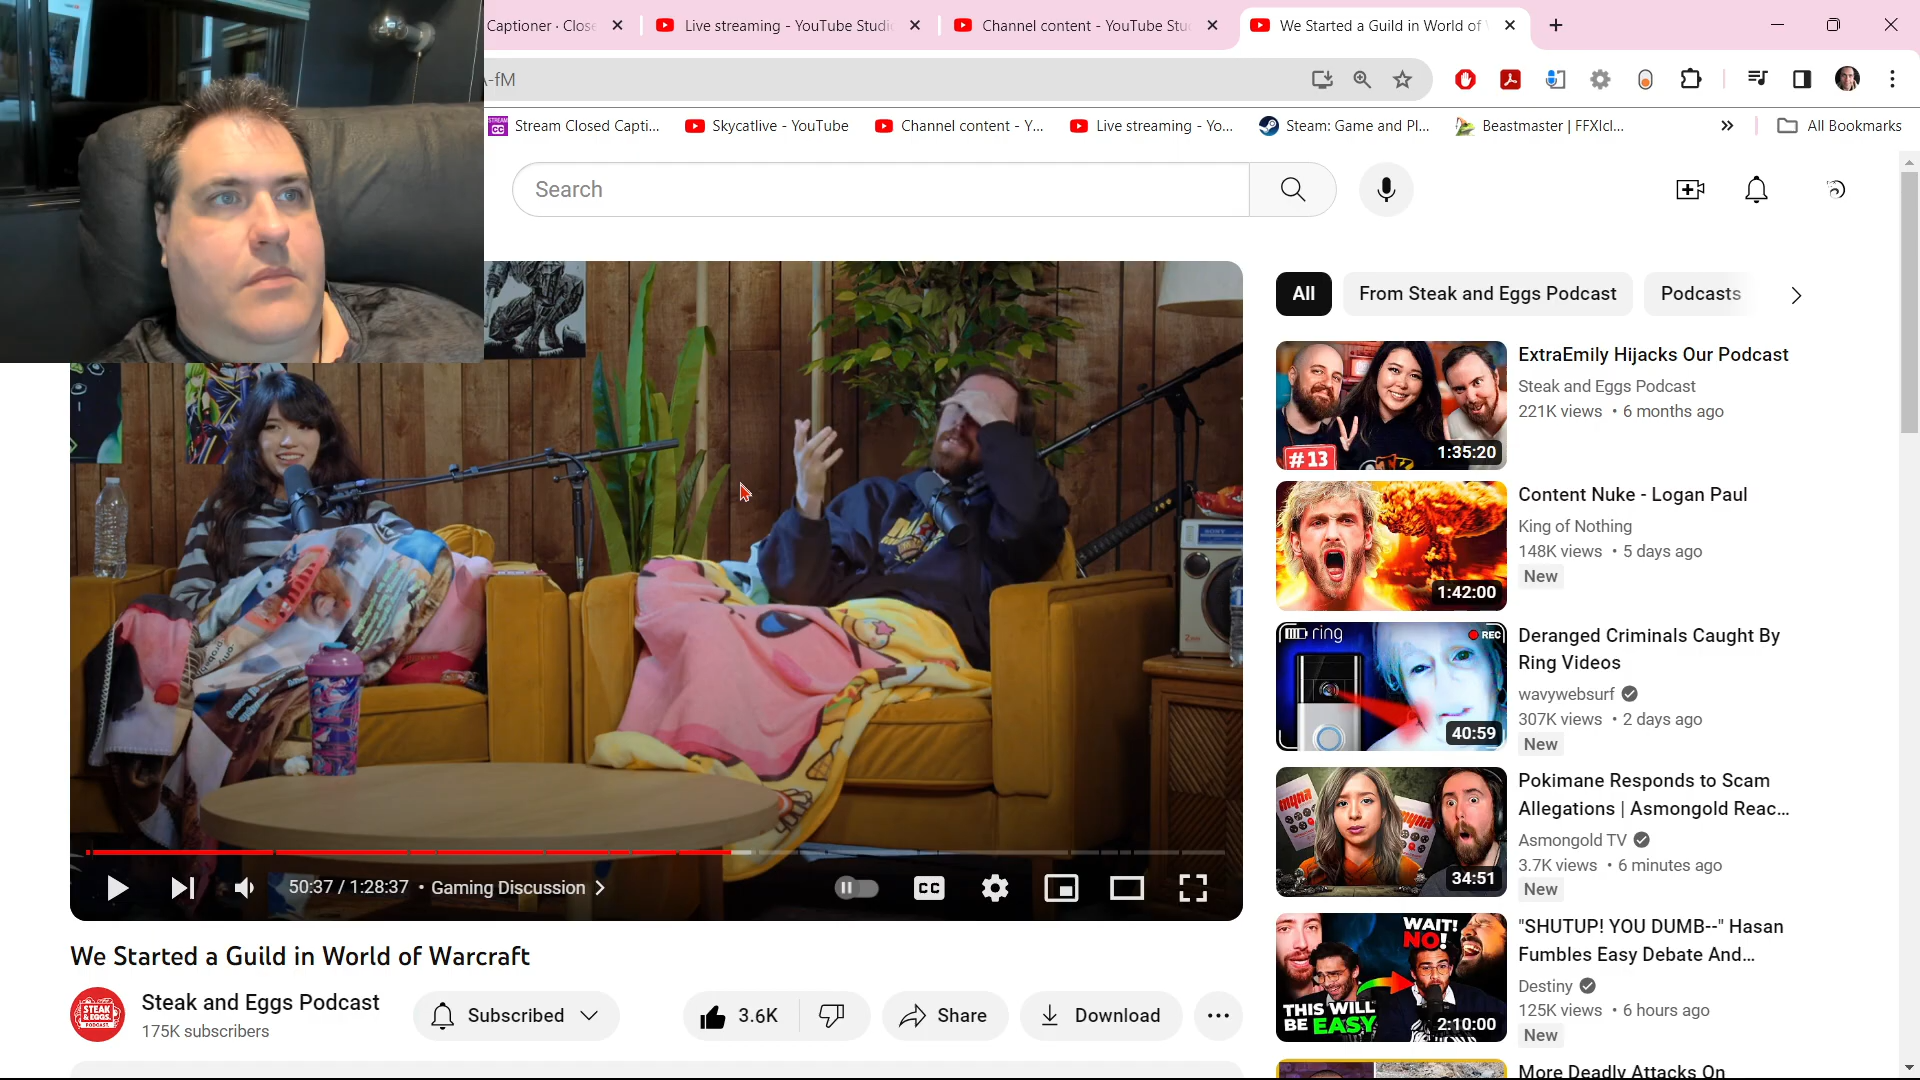 Captioner · Close
Live streaming - YouTube Studi
Channel content - YouTube Stu
We Started a Guild in World of
-fM
Stream Closed Capti...
Skycatlive - YouTube
Channel content - Y...
Live streaming - Yo...
Steam: Game and Pl...
Beastmaster | FFXIcl...
All Bookmarks
Search
All
From Steak and Eggs Podcast
Podcasts
ExtraEmily Hijacks Our Podcast
Steak and Eggs Podcast
221K views • 6 months ago
#13
1:35:20
Content Nuke - Logan Paul
King of Nothing
148K views • 5 days ago
New
1:42:00
ring
REC
Deranged Criminals Caught By
Ring Videos
wavywebsurf
307K views • 2 days ago
New
40:59
Pokimane Responds to Scam
Allegations | Asmongold Reac...
Asmongold TV
3.7K views • 6 minutes ago
New
myna
myna
34:51
WAIT!
NO!
THIS WILL
BE EASY
2:10:00
"SHUTUP! YOU DUMB--" Hasan
Fumbles Easy Debate And...
Destiny
125K views • 6 hours ago
New
More Deadly Attacks On
50:37 / 1:28:37 • Gaming Discussion
CC
We Started a Guild in World of Warcraft
STEAK
& EGGS
PODCAST
Steak and Eggs Podcast
175K subscribers
Subscribed
3.6K
Share
Download